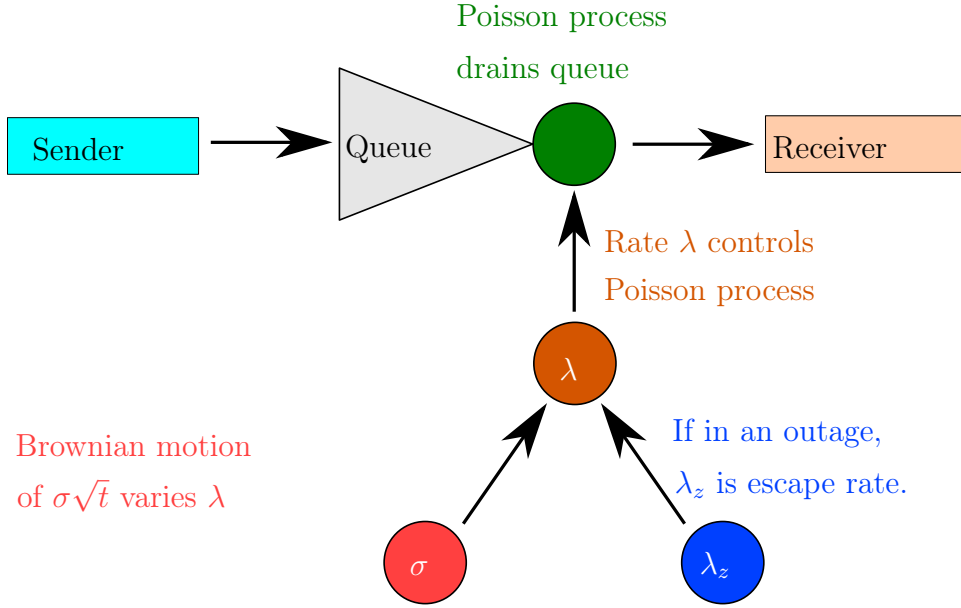 Poisson process
drains queue
Sender
Queue
Receiver
Rate λ controls
Poisson process
λ
Brownian motion
of σ√t varies λ
If in an outage,
λ_z is escape rate.
σ
λ_z